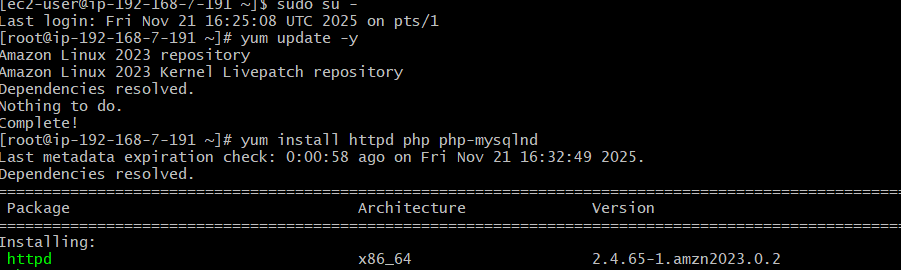 [ec2-user@ip-192-168-7-191 ~]$ sudo su -
Last login: Fri Nov 21 16:25:08 UTC 2025 on pts/1
[root@ip-192-168-7-191 ~]# yum update -y
Amazon Linux 2023 repository
Amazon Linux 2023 Kernel Livepatch repository
Dependencies resolved.
Nothing to do.
Complete!
[root@ip-192-168-7-191 ~]# yum install httpd php php-mysqlnd
Last metadata expiration check: 0:00:58 ago on Fri Nov 21 16:32:49 2025.
Dependencies resolved.
Package Architecture Version
Installing:
httpd x86_64 2.4.65-1.amzn2023.0.2